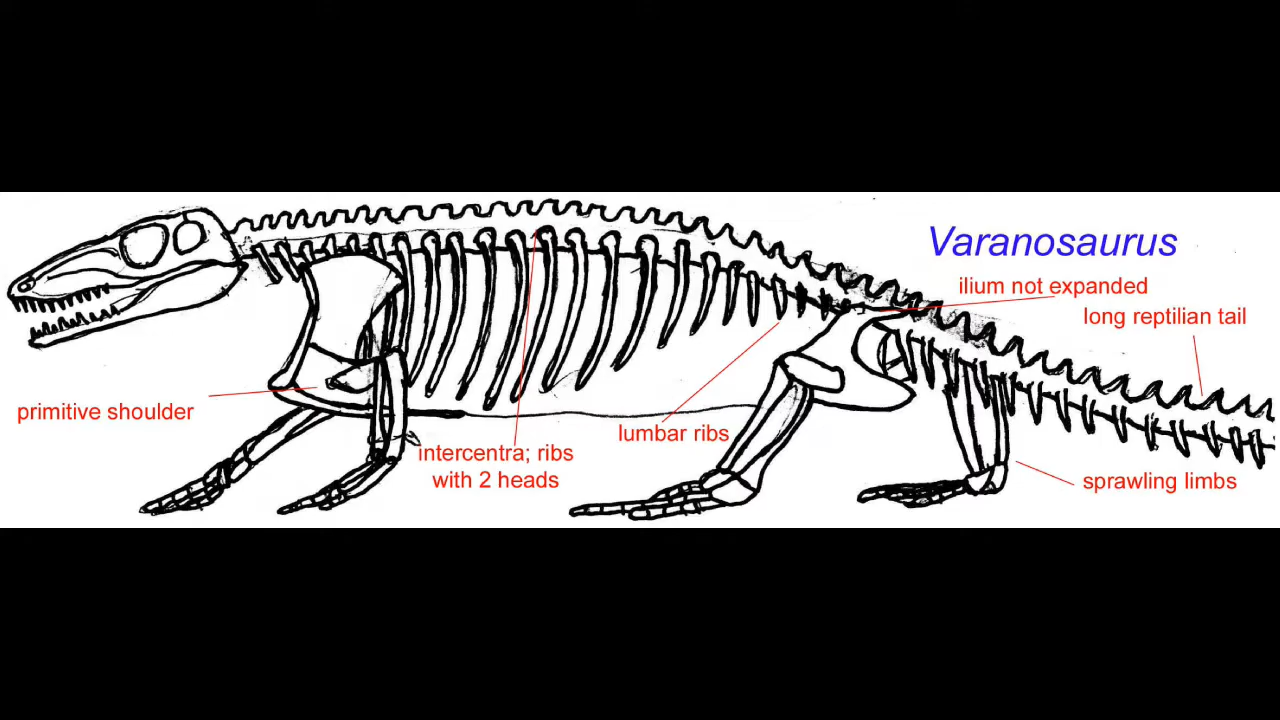 Varanosaurus
ilium not expanded
long reptilian tail
primitive shoulder
lumbar ribs
intercentra; ribs
with 2 heads
sprawling limbs